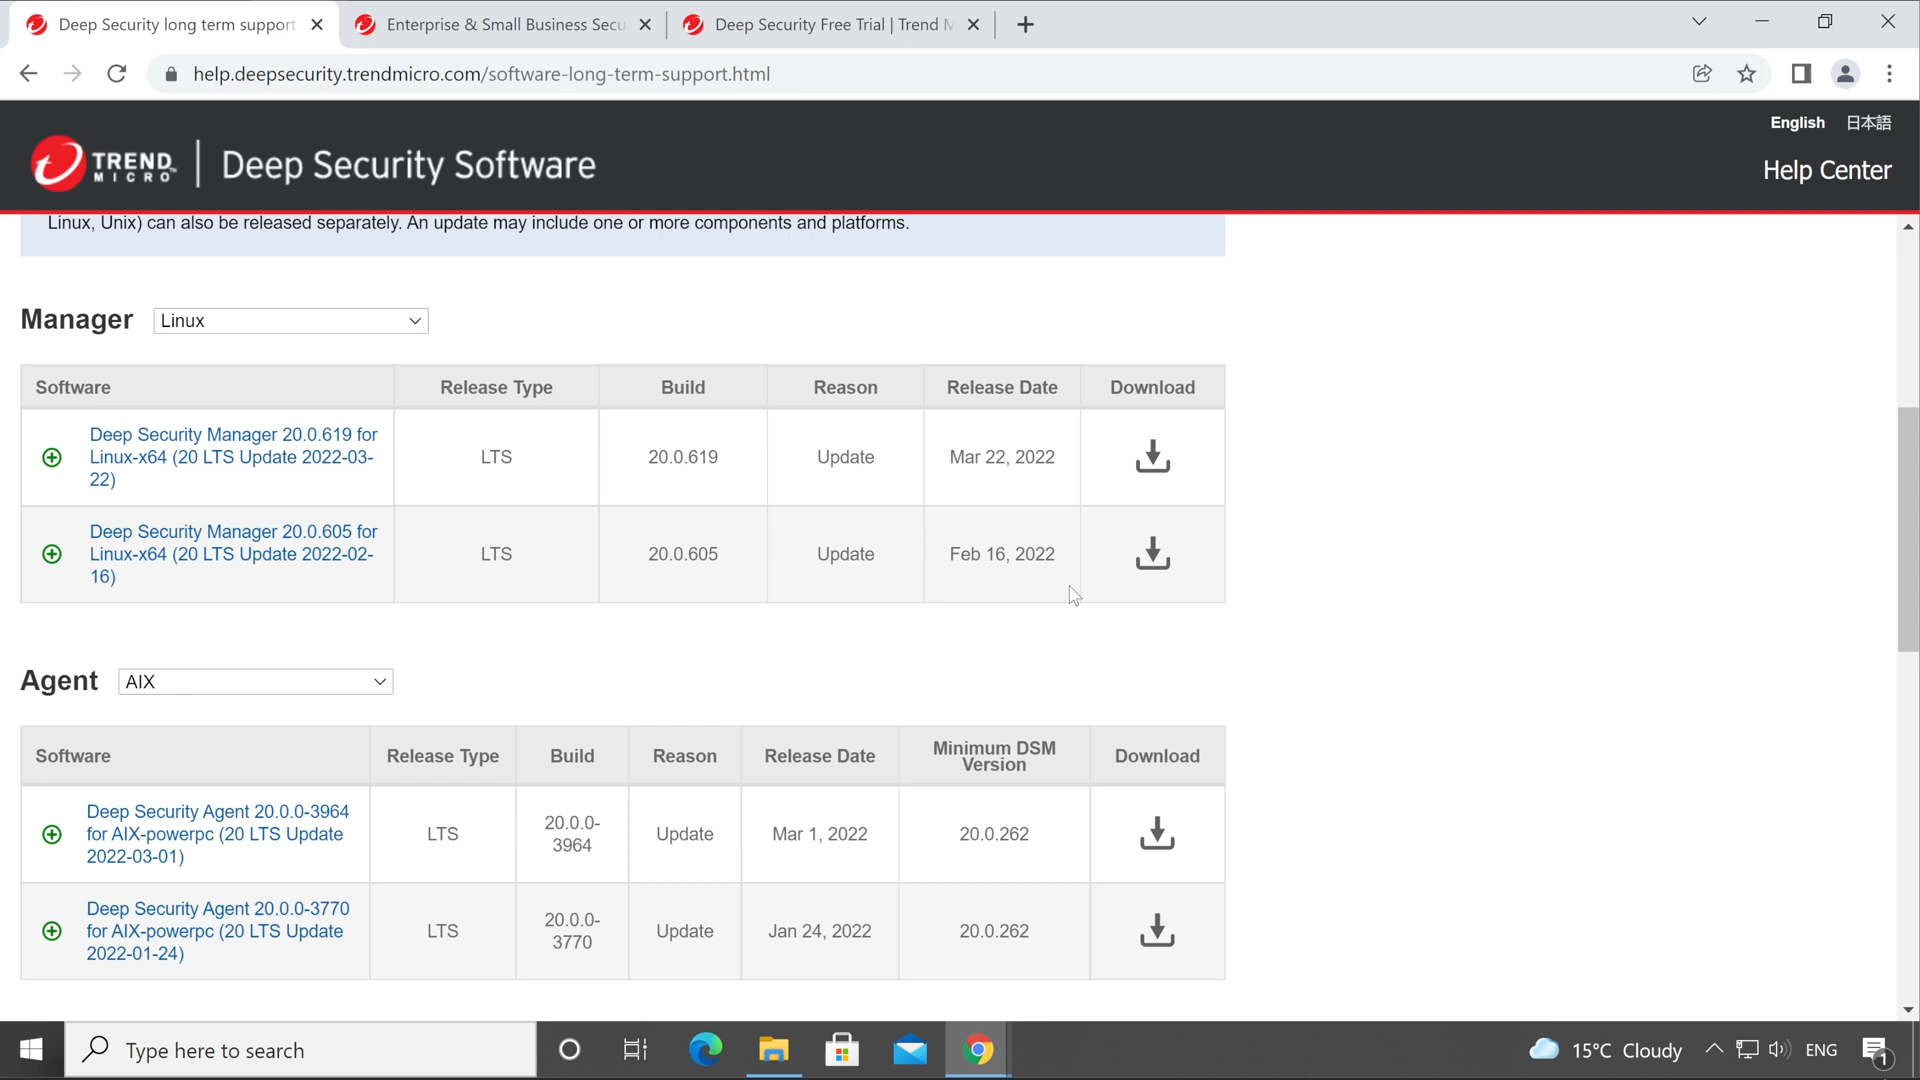 Deep Security long term support
Enterprise & Small Business Secu
Deep Security Free Trial | Trend M
help.deepsecurity.trendmicro.com/software-long-term-support.html
English 日本語
TREND MICRO™ | Deep Security Software
Help Center
Linux, Unix) can also be released separately. An update may include one or more components and platforms.
Manager Linux
Software Release Type Build Reason Release Date Download
Deep Security Manager 20.0.619 for
Linux-x64 (20 LTS Update 2022-03-
22)
LTS 20.0.619 Update Mar 22, 2022
Deep Security Manager 20.0.605 for
Linux-x64 (20 LTS Update 2022-02-
16)
LTS 20.0.605 Update Feb 16, 2022
Agent AIX
Software Release Type Build Reason Release Date Minimum DSM
Version Download
Deep Security Agent 20.0.0-3964
for AIX-powerpc (20 LTS Update
2022-03-01)
LTS 20.0.0-
3964 Update Mar 1, 2022 20.0.262
Deep Security Agent 20.0.0-3770
for AIX-powerpc (20 LTS Update
2022-01-24)
LTS 20.0.0-
3770 Update Jan 24, 2022 20.0.262
Type here to search
15°C Cloudy
ENG
1